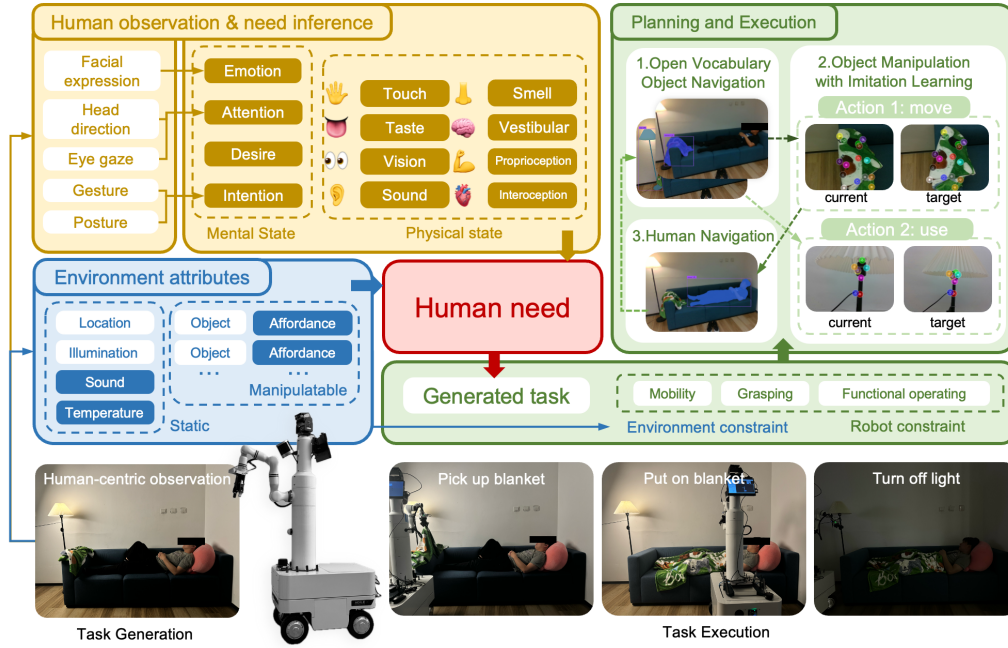 Human observation & need inference
Facial
expression
Head
direction
Eye gaze
Gesture
Posture
Emotion
Attention
Desire
Intention
Mental State
Touch
Smell
Taste
Vestibular
Vision
Proprioception
Sound
Interoception
Physical state
Planning and Execution
1.Open Vocabulary
Object Navigation
2.Object Manipulation
with Imitation Learning
Action 1: move
current
target
3.Human Navigation
Action 2: use
current
target
Environment attributes
Location
Illumination
Sound
Temperature
Static
Object
Affordance
Object
Affordance
...
...
Manipulatable
Human need
Generated task
Mobility
Grasping
Functional operating
Environment constraint
Robot constraint
Human-centric observation
Pick up blanket
Put on blanket
Turn off light
Task Generation
Task Execution